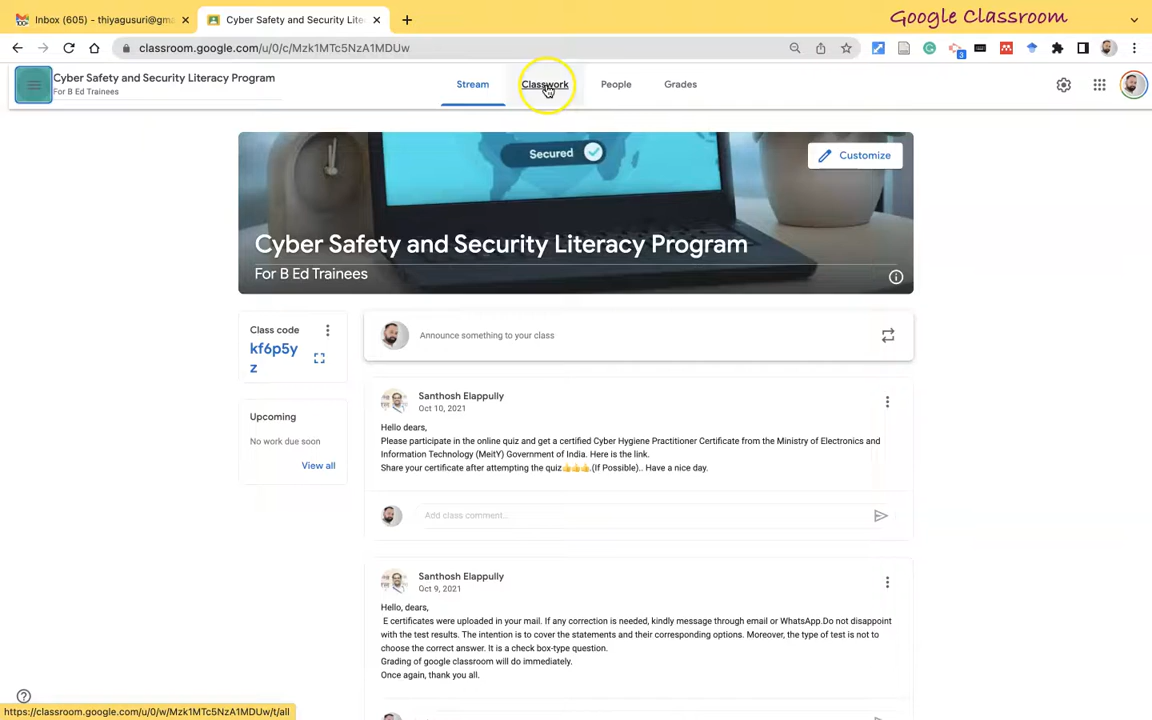 Inbox (605) - thiyagusuri@gma
Cyber Safety and Security Lite
Google Classroom
classroom.google.com/u/0/c/Mzk1MTc5NzA1MDUw
3
Cyber Safety and Security Literacy Program
For B Ed Trainees
Stream
Classwork
People
Grades
Secured
Customize
Cyber Safety and Security Literacy Program
For B Ed Trainees
Class code
kf6p5y
z
Announce something to your class
Upcoming
No work due soon
View all
Santhosh Elappully
Oct 10, 2021
Hello dears,
Please participate in the online quiz and get a certified Cyber Hygiene Practitioner Certificate from the Ministry of Electronics and
Information Technology (MeitY) Government of India. Here is the link.
Share your certificate after attempting the quiz👍👍👍.(If Possible).. Have a nice day.
Add class comment...
Santhosh Elappully
Oct 9, 2021
Hello, dears,
E certificates were uploaded in your mail. If any correction is needed, kindly message through email or WhatsApp.Do not disappoint
with the test results. The intention is to cover the statements and their corresponding options. Moreover, the type of test is not to
choose the correct answer. It is a check box-type question.
Grading of google classroom will do immediately.
Once again, thank you all.
https://classroom.google.com/u/0/w/Mzk1MTc5NzA1MDUw/t/all